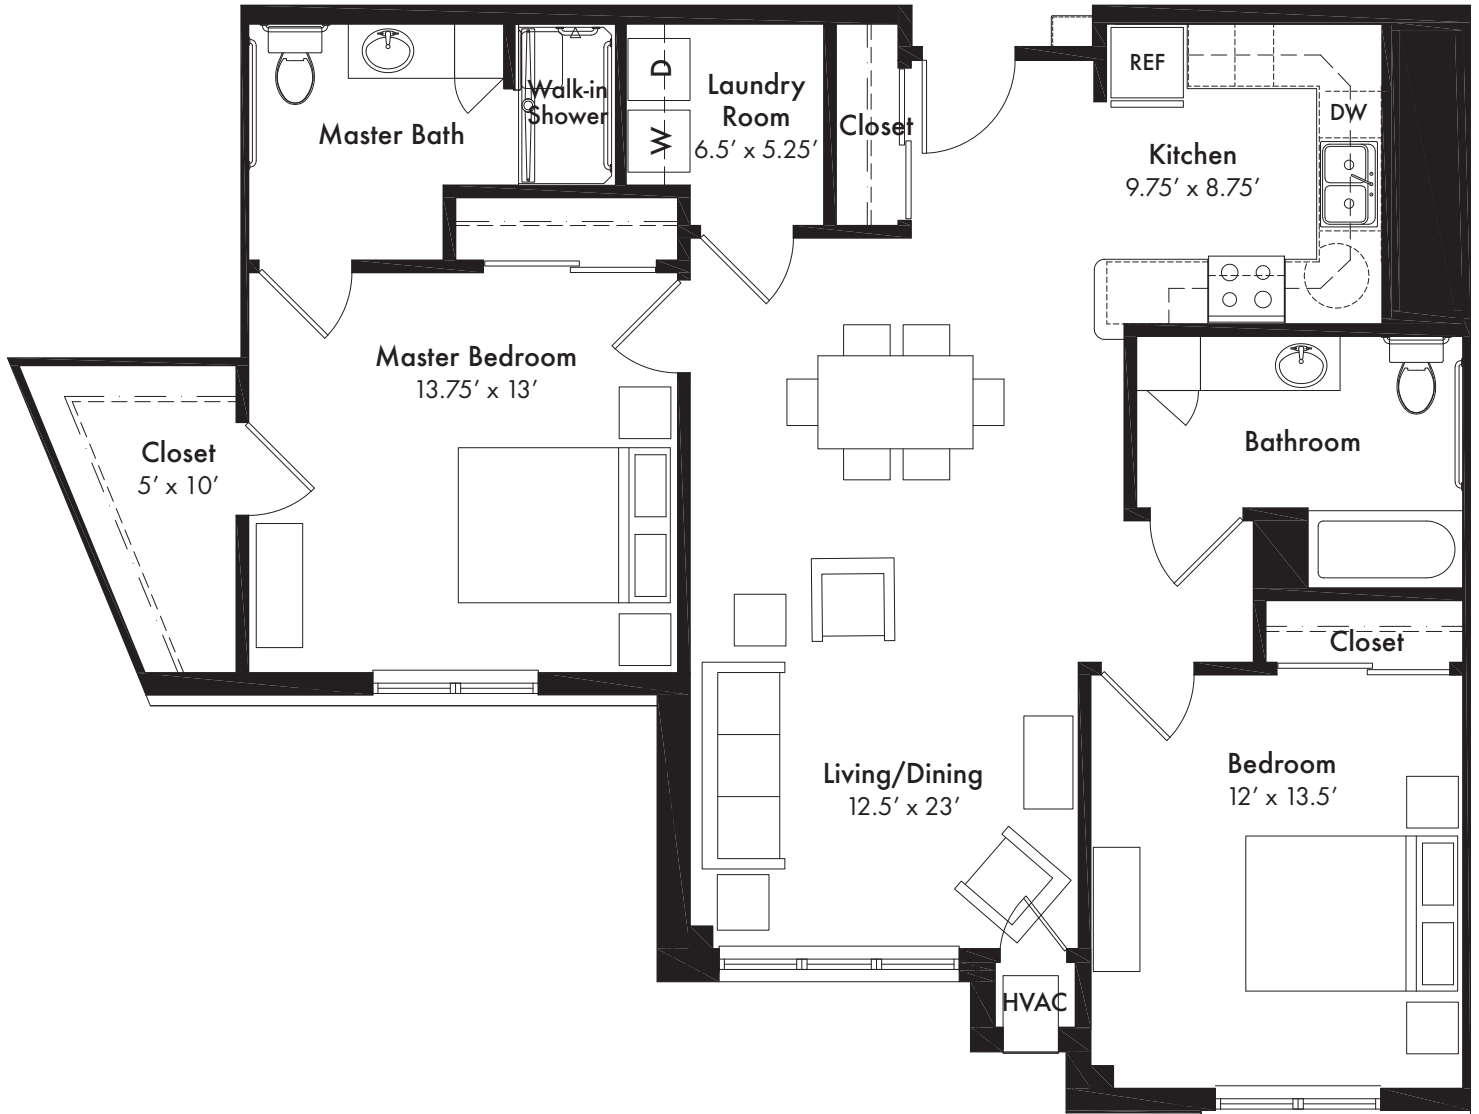 Master Bath
Walk-in
Shower
D
W
Laundry
Room
6.5’ x 5.25’
Closet
REF
DW
Kitchen
9.75’ x 8.75’
Master Bedroom
13.75’ x 13’
Closet
5’ x 10’
Bathroom
Closet
Living/Dining
12.5’ x 23’
Bedroom
12’ x 13.5’
HVAC